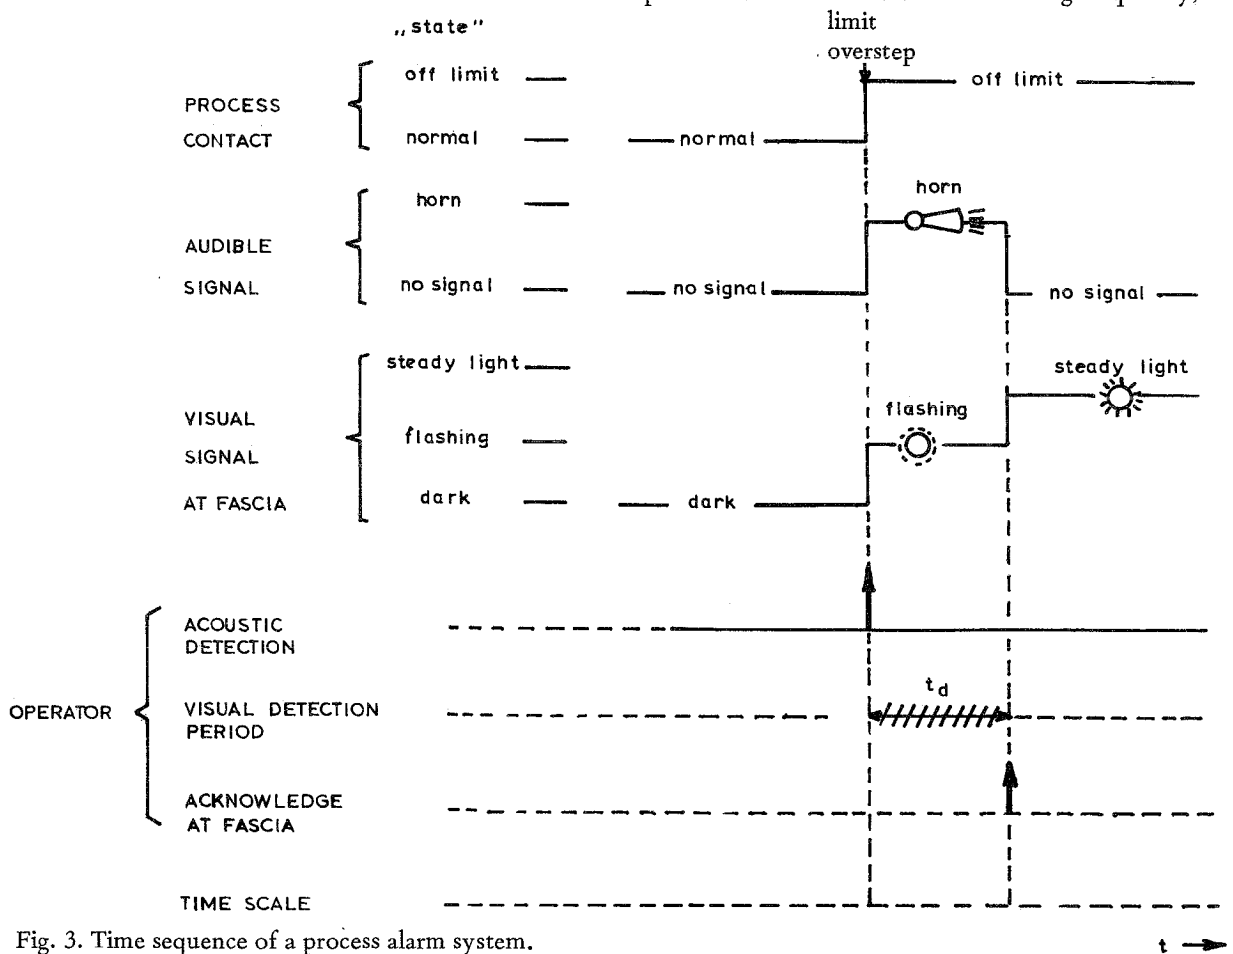 limit
overstep
„state"
off limit
off limit
PROCESS
CONTACT
normal
normal
horn
horn
AUDIBLE
SIGNAL
no signal
no signal
no signal
steady light
steady light
VISUAL
SIGNAL
AT FASCIA
flashing
flashing
dark
dark
OPERATOR
ACOUSTIC
DETECTION
VISUAL DETECTION
PERIOD
td
ACKNOWLEDGE
AT FASCIA
TIME SCALE
t
Fig. 3. Time sequence of a process alarm system.